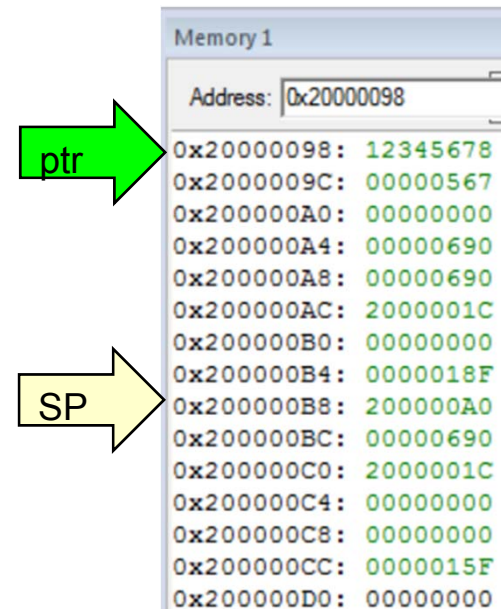 Memory 1
Address: 0x20000098
ptr
0x20000098: 12345678
0x2000009C: 00000567
0x200000A0: 00000000
0x200000A4: 00000690
0x200000A8: 00000690
0x200000AC: 2000001C
0x200000B0: 00000000
0x200000B4: 0000018F
SP
0x200000B8: 200000A0
0x200000BC: 00000690
0x200000C0: 2000001C
0x200000C4: 00000000
0x200000C8: 00000000
0x200000CC: 0000015F
0x200000D0: 00000000